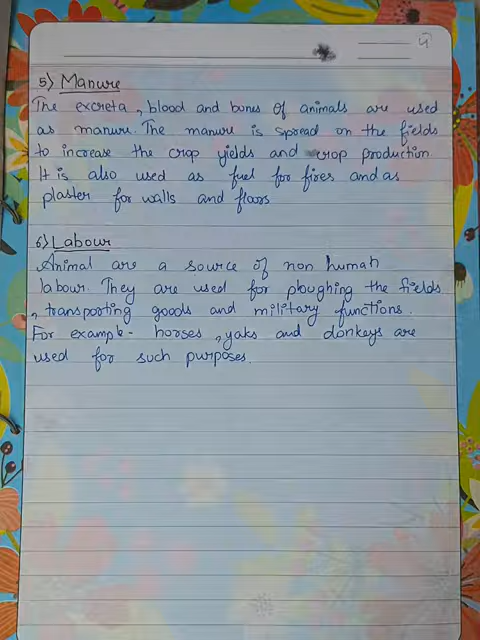 5) Manure
The excreta, blood and bones of animals are used
as manure. The manure is spread on the fields
to increase the crop yields and crop production.
It is also used as fuel for fires and as
plaster for walls and floors
6) Labour
Animal are a source of non human
labour. They are used for ploughing the fields
, transporting goods and military functions.
For example- horses, yaks and donkeys are
used for such purposes.